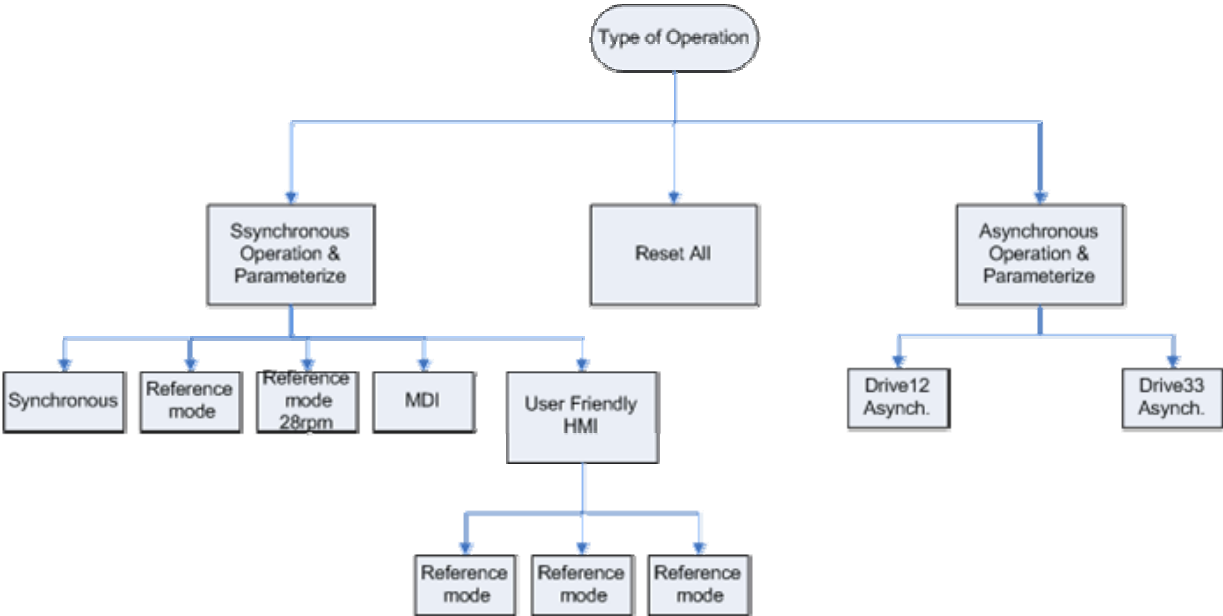 Type of Operation
Ssynchronous
Operation &
Parameterize
Reset All
Asynchronous
Operation &
Parameterize
Synchronous
Reference
mode
Reference
mode
28rpm
MDI
User Friendly
HMI
Drive12
Asynch.
Drive33
Asynch.
Reference
mode
Reference
mode
Reference
mode